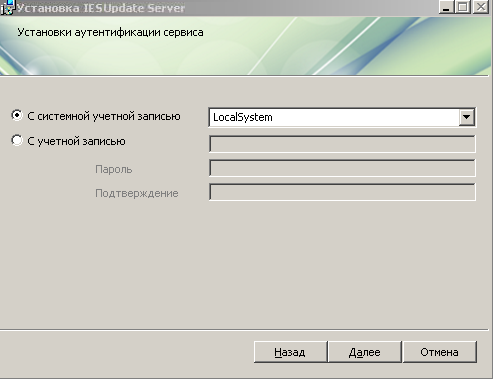 Установка IESUpdate Server
Установки аутентификации сервиса
С системной учетной записью
LocalSystem
С учетной записью
Пароль
Подтверждение
Назад
Далее
Отмена